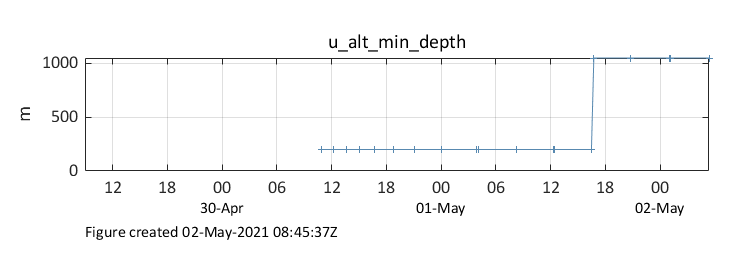 u_alt_min_depth
1000
500
0
m
12 18 00 06 12 18 00 06 12 18 00
30-Apr 01-May 02-May
Figure created 02-May-2021 08:45:37Z